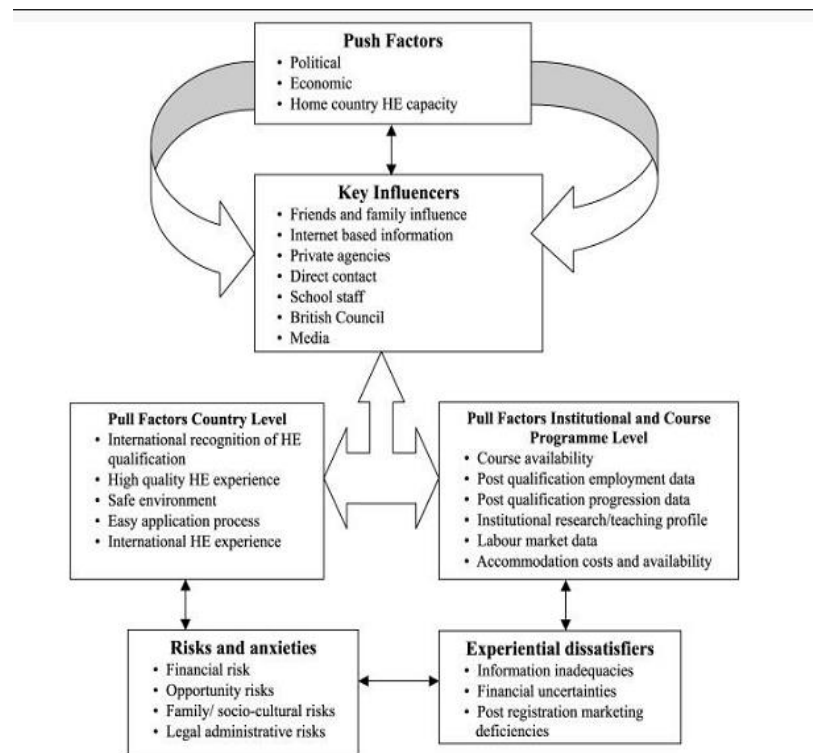 Push Factors
• Political
• Economic
• Home country HE capacity
Key Influencers
• Friends and family influence
• Internet based information
• Private agencies
• Direct contact
• School staff
• British Council
• Media
Pull Factors Country Level
• International recognition of HE
qualification
• High quality HE experience
• Safe environment
• Easy application process
• International HE experience
Pull Factors Institutional and Course
Programme Level
• Course availability
• Post qualification employment data
• Post qualification progression data
• Institutional research/teaching profile
• Labour market data
• Accommodation costs and availability
Risks and anxieties
• Financial risk
• Opportunity risks
• Family/ socio-cultural risks
• Legal administrative risks
Experiential dissatisfiers
• Information inadequacies
• Financial uncertainties
• Post registration marketing
deficiencies